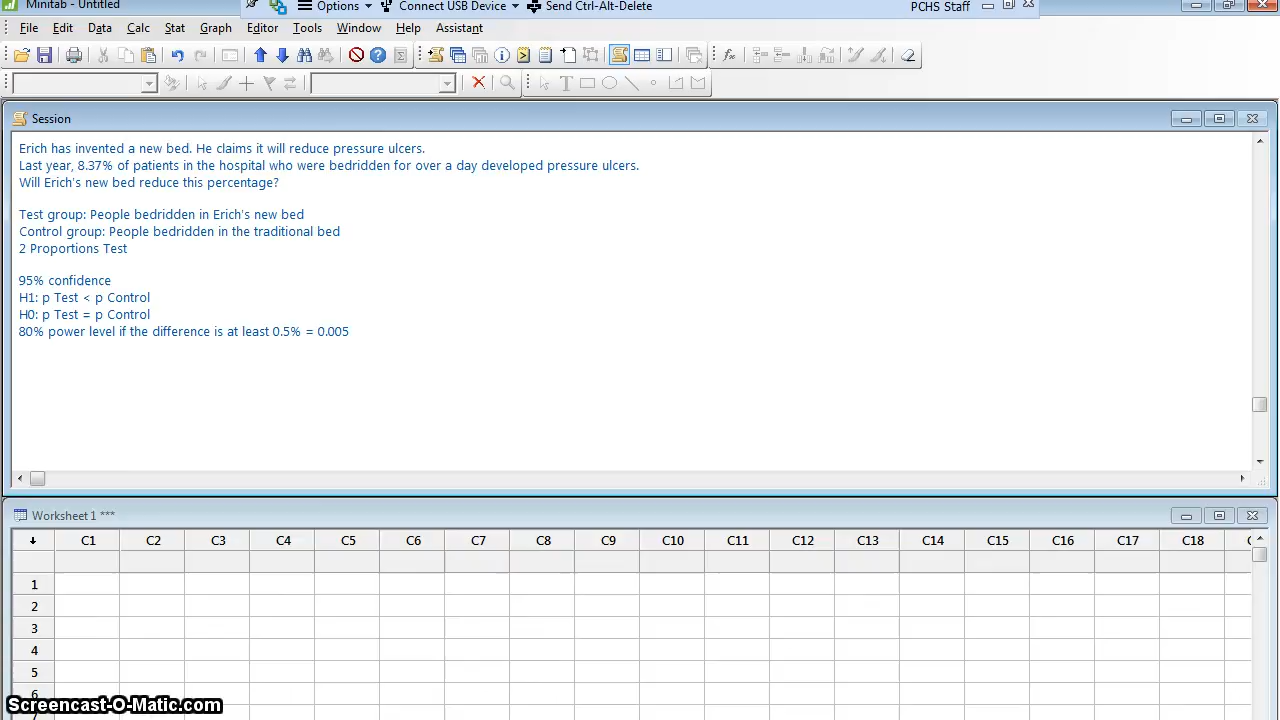 Minitab - Untitled
Options
Connect USB Device
Send Ctrl-Alt-Delete
PCHS Staff
File Edit Data Calc Stat Graph Editor Tools Window Help Assistant
Session
Erich has invented a new bed. He claims it will reduce pressure ulcers.
Last year, 8.37% of patients in the hospital who were bedridden for over a day developed pressure ulcers.
Will Erich's new bed reduce this percentage?
Test group: People bedridden in Erich's new bed
Control group: People bedridden in the traditional bed
2 Proportions Test
95% confidence
H1: p Test < p Control
H0: p Test = p Control
80% power level if the difference is at least 0.5% = 0.005
Worksheet 1 ***
C1 C2 C3 C4 C5 C6 C7 C8 C9 C10 C11 C12 C13 C14 C15 C16 C17 C18
1
2
3
4
5
6
Screencast-O-Matic.com